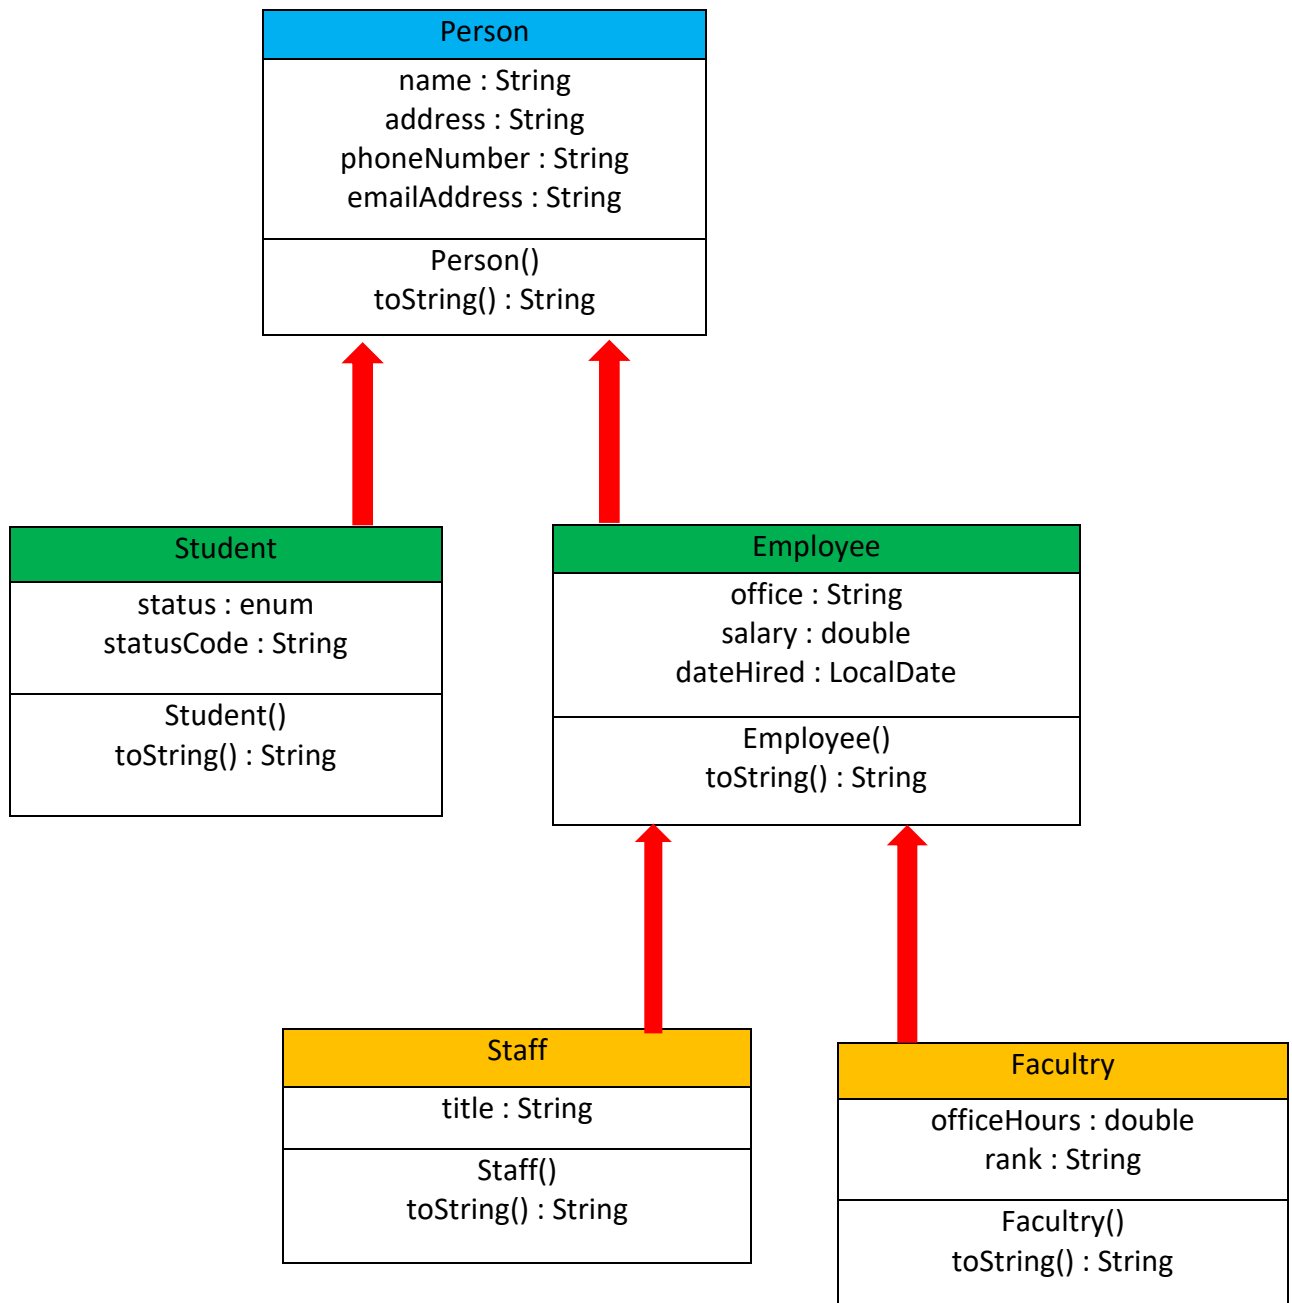 Person
name : String
address : String
phoneNumber : String
emailAddress : String
Person()
toString() : String
Student
status : enum
statusCode : String
Student()
toString() : String
Employee
office : String
salary : double
dateHired : LocalDate
Employee()
toString() : String
Staff
title : String
Staff()
toString() : String
Facultry
officeHours : double
rank : String
Facultry()
toString() : String